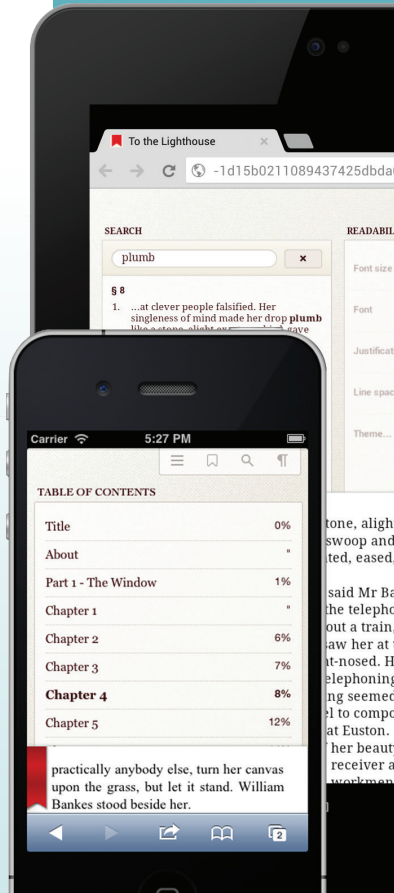 To the Lighthouse
-1d15b0211089437425dbda
SEARCH
READABIL
plumb
×
§ 8
1. ...at clever people falsified. Her
singleness of mind made her drop plumb
gave
Font size
Font
Justificat
Line spac
Theme...
Carrier
5:27 PM
¶
TABLE OF CONTENTS
Title 0%
About "
Part 1 - The Window 1%
Chapter 1 "
Chapter 2 6%
Chapter 3 7%
Chapter 4 8%
Chapter 5 12%
practically anybody else, turn her canvas
upon the grass, but let it stand. William
Bankes stood beside her.
2
tone, aligh
swoop and
ted, eased,
said Mr Ba
the telepho
out a train,
saw her at
t-nosed. H
elephoning
ng seemed
l to compo
at Euston.
her beauty
receiver a
workmen